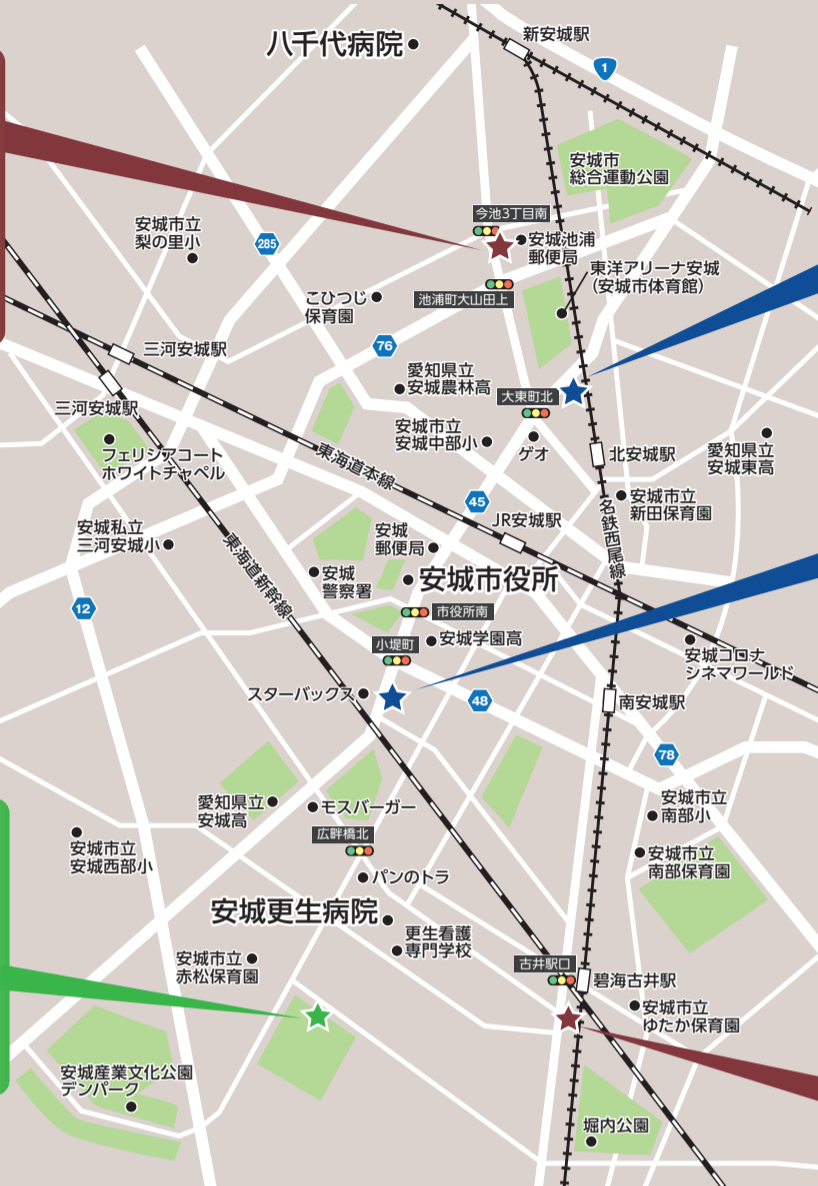 八千代病院
新安城駅
1
安城市
総合運動公園
今池3丁目南
安城市立
梨の里小
285
安城池浦
郵便局
東洋アリーナ安城
（安城市体育館）
こひつじ
保育園
池浦町大山田上
三河安城駅
76
愛知県立
安城農林高
大東町北
三河安城駅
安城市立
安城中部小
ゲオ
北安城駅
愛知県立
安城東高
フェリシアコート
ホワイトチャペル
東海道本線
45
安城市立
新田保育園
JR安城駅
名鉄西尾線
安城私立
三河安城小
東海道新幹線
安城
郵便局
安城
警察署
安城市役所
12
市役所南
小堤町
安城学園高
安城コロナ
シネマワールド
スターバックス
48
南安城駅
78
愛知県立
安城高
モスバーガー
安城市立
南部小
広畔橋北
安城市立
安城西部小
安城市立
南部保育園
パンのトラ
安城更生病院
更生看護
専門学校
安城市立
赤松保育園
古井駅口
碧海古井駅
安城市立
ゆたか保育園
安城産業文化公園
デンパーク
堀内公園